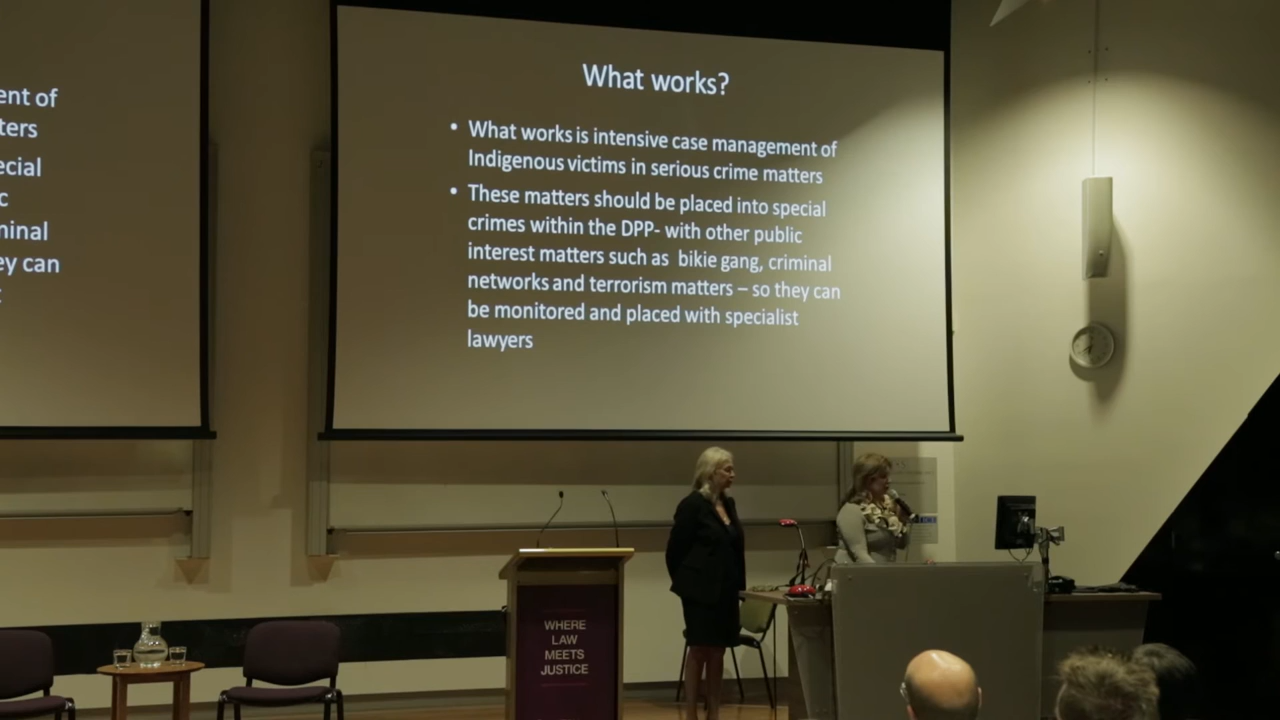 ent of
ters
ecial
c
ninal
ey can
What works?
• What works is intensive case management of
Indigenous victims in serious crime matters
• These matters should be placed into special
crimes within the DPP- with other public
interest matters such as bikie gang, criminal
networks and terrorism matters – so they can
be monitored and placed with specialist
lawyers
WHERE
LAW
MEETS
JUSTICE